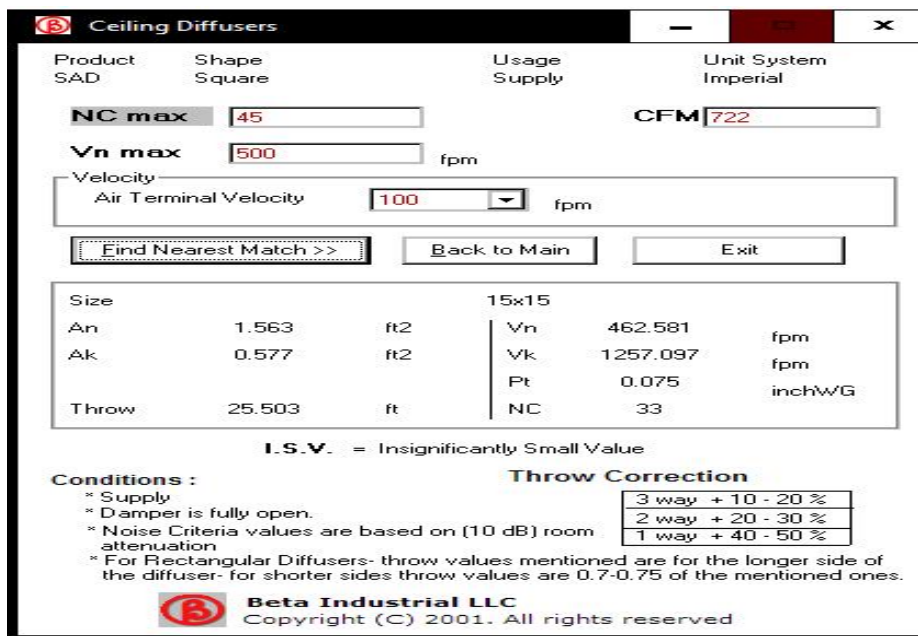 Ceiling Diffusers
Product Shape Usage Unit System
SAD Square Supply Imperial
NC max 45 CFM 722
Vn max 500 fpm
Velocity
Air Terminal Velocity 100 fpm
Find Nearest Match >> Back to Main Exit
Size 15x15
An 1.563 ft2 Vn 462.581 fpm
Ak 0.577 ft2 Vk 1257.097 fpm
Pt 0.075 inchWG
Throw 25.503 ft NC 33
I.S.V. = Insignificantly Small Value
Conditions : Throw Correction
* Supply 3 way + 10 - 20 %
* Damper is fully open. 2 way + 20 - 30 %
* Noise Criteria values are based on (10 dB) room 1 way + 40 - 50 %
attenuation
* For Rectangular Diffusers- throw values mentioned are for the longer side of
the diffuser- for shorter sides throw values are 0.7-0.75 of the mentioned ones.
Beta Industrial LLC
Copyright (C) 2001. All rights reserved